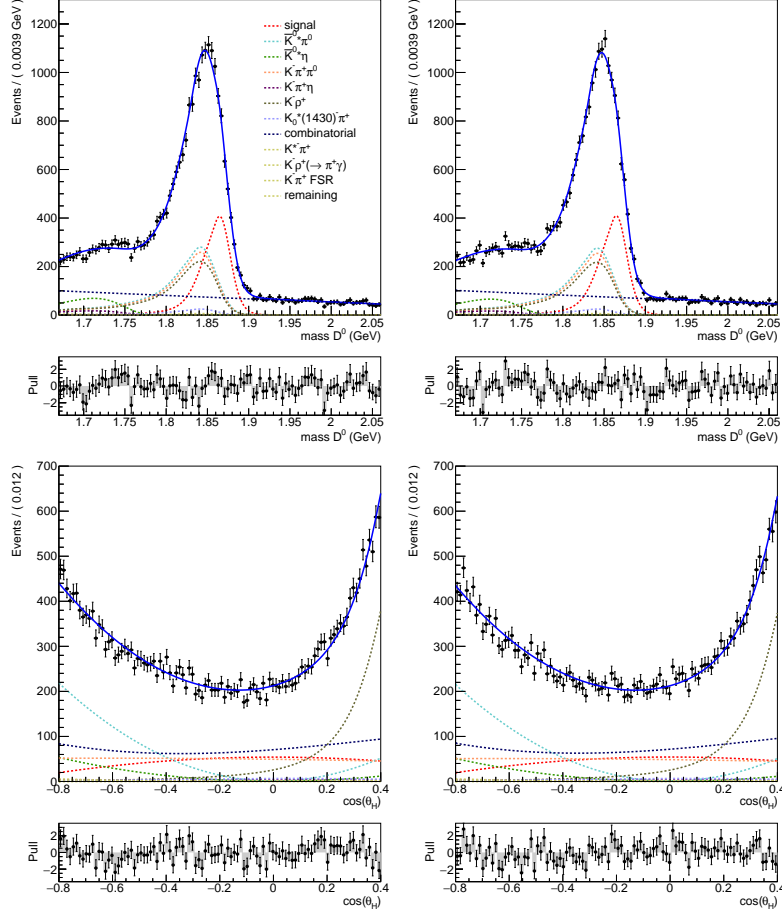 Events / ( 0.0039 GeV )
1200
1000
800
600
400
200
0
signal
K̅⁰*π⁰
K̅⁰*η
K⁻π⁺π⁰
K⁻π⁺η
K⁻ρ⁺
K₀*(1430)⁻π⁺
combinatorial
K*⁻π⁺
K⁻ρ⁺(→ π⁺γ)
K⁻π⁺ FSR
remaining
1.7 1.75 1.8 1.85 1.9 1.95 2 2.05
mass D⁰ (GeV)
Events / ( 0.0039 GeV )
1200
1000
800
600
400
200
0
1.7 1.75 1.8 1.85 1.9 1.95 2 2.05
mass D⁰ (GeV)
Pull
2
0
−2
1.7 1.75 1.8 1.85 1.9 1.95 2 2.05
mass D⁰ (GeV)
Pull
2
0
−2
1.7 1.75 1.8 1.85 1.9 1.95 2 2.05
mass D⁰ (GeV)
Events / ( 0.012 )
700
600
500
400
300
200
100
0
−0.8 −0.6 −0.4 −0.2 0 0.2 0.4
cos(θ_H)
Events / ( 0.012 )
700
600
500
400
300
200
100
0
−0.8 −0.6 −0.4 −0.2 0 0.2 0.4
cos(θ_H)
Pull
2
0
−2
−0.8 −0.6 −0.4 −0.2 0 0.2 0.4
cos(θ_H)
Pull
2
0
−2
−0.8 −0.6 −0.4 −0.2 0 0.2 0.4
cos(θ_H)